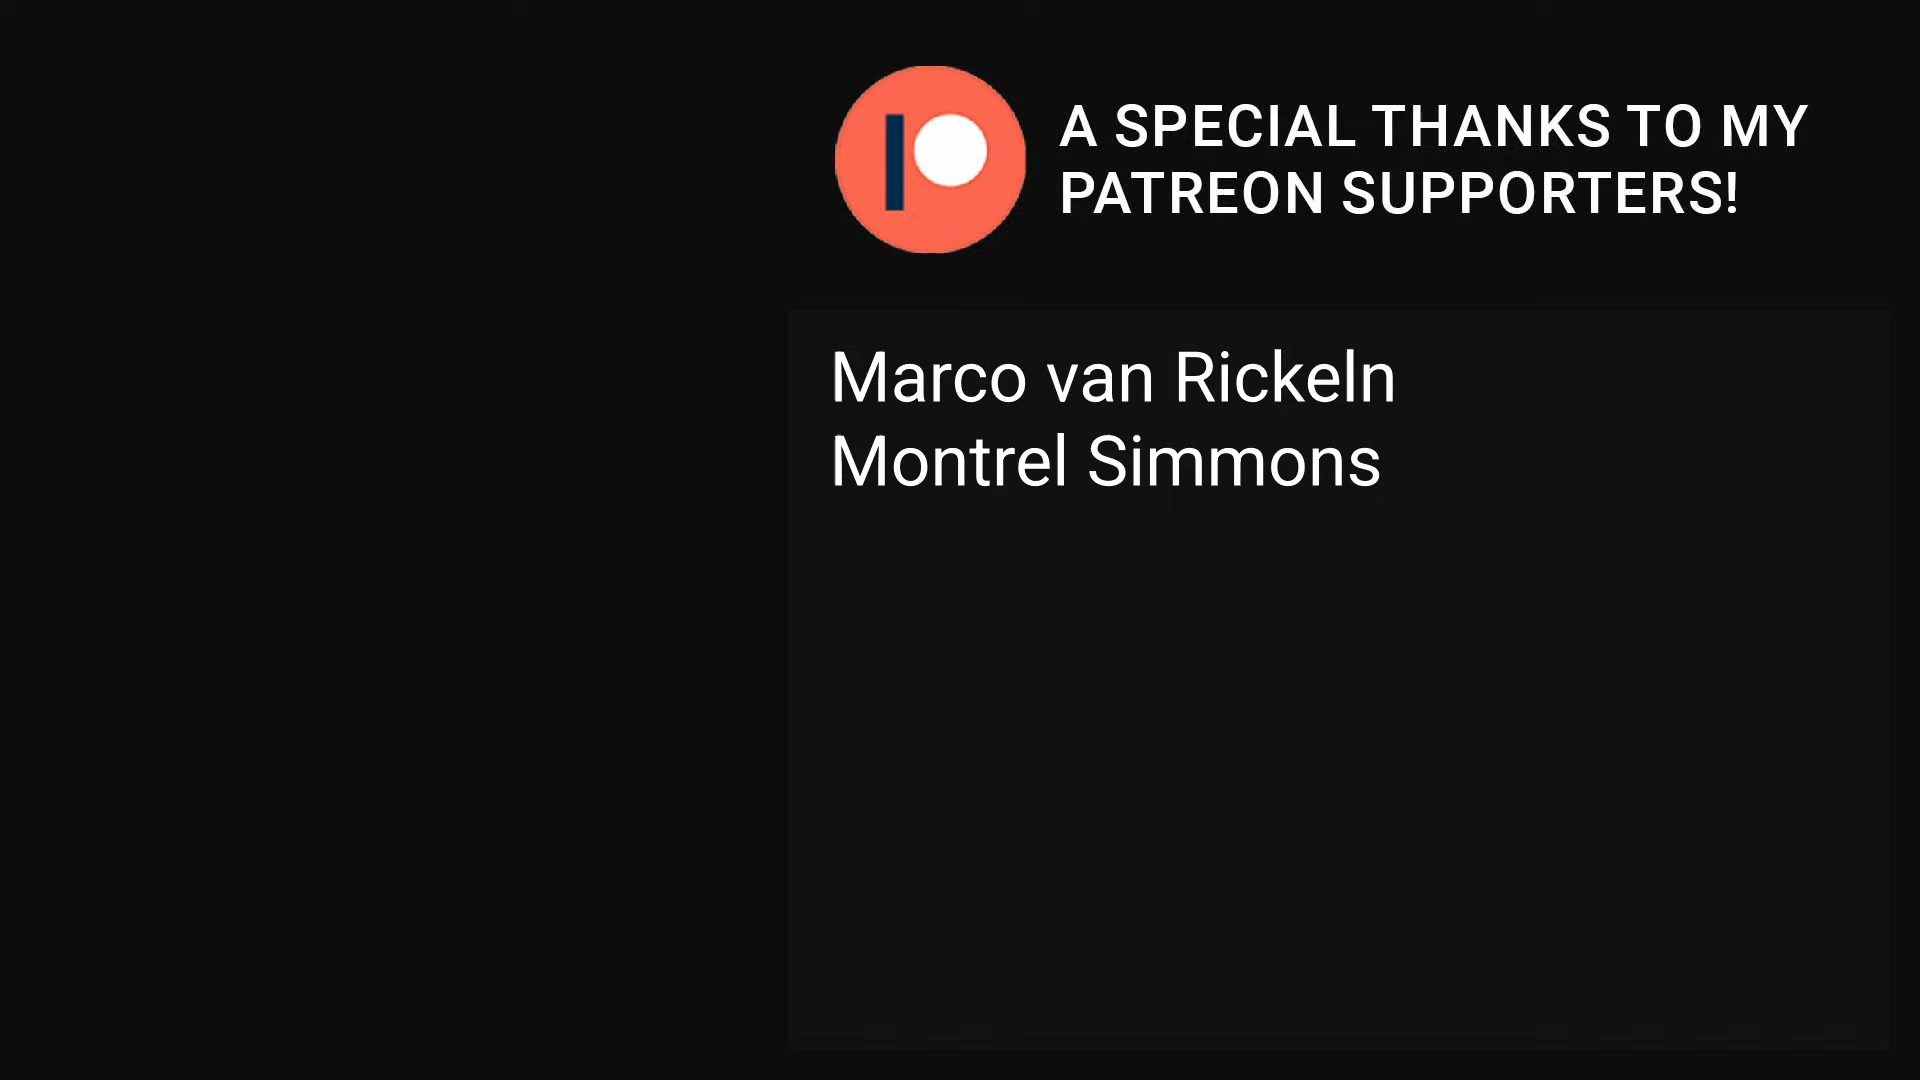 A SPECIAL THANKS TO MY
PATREON SUPPORTERS!
Marco van Rickeln
Montrel Simmons